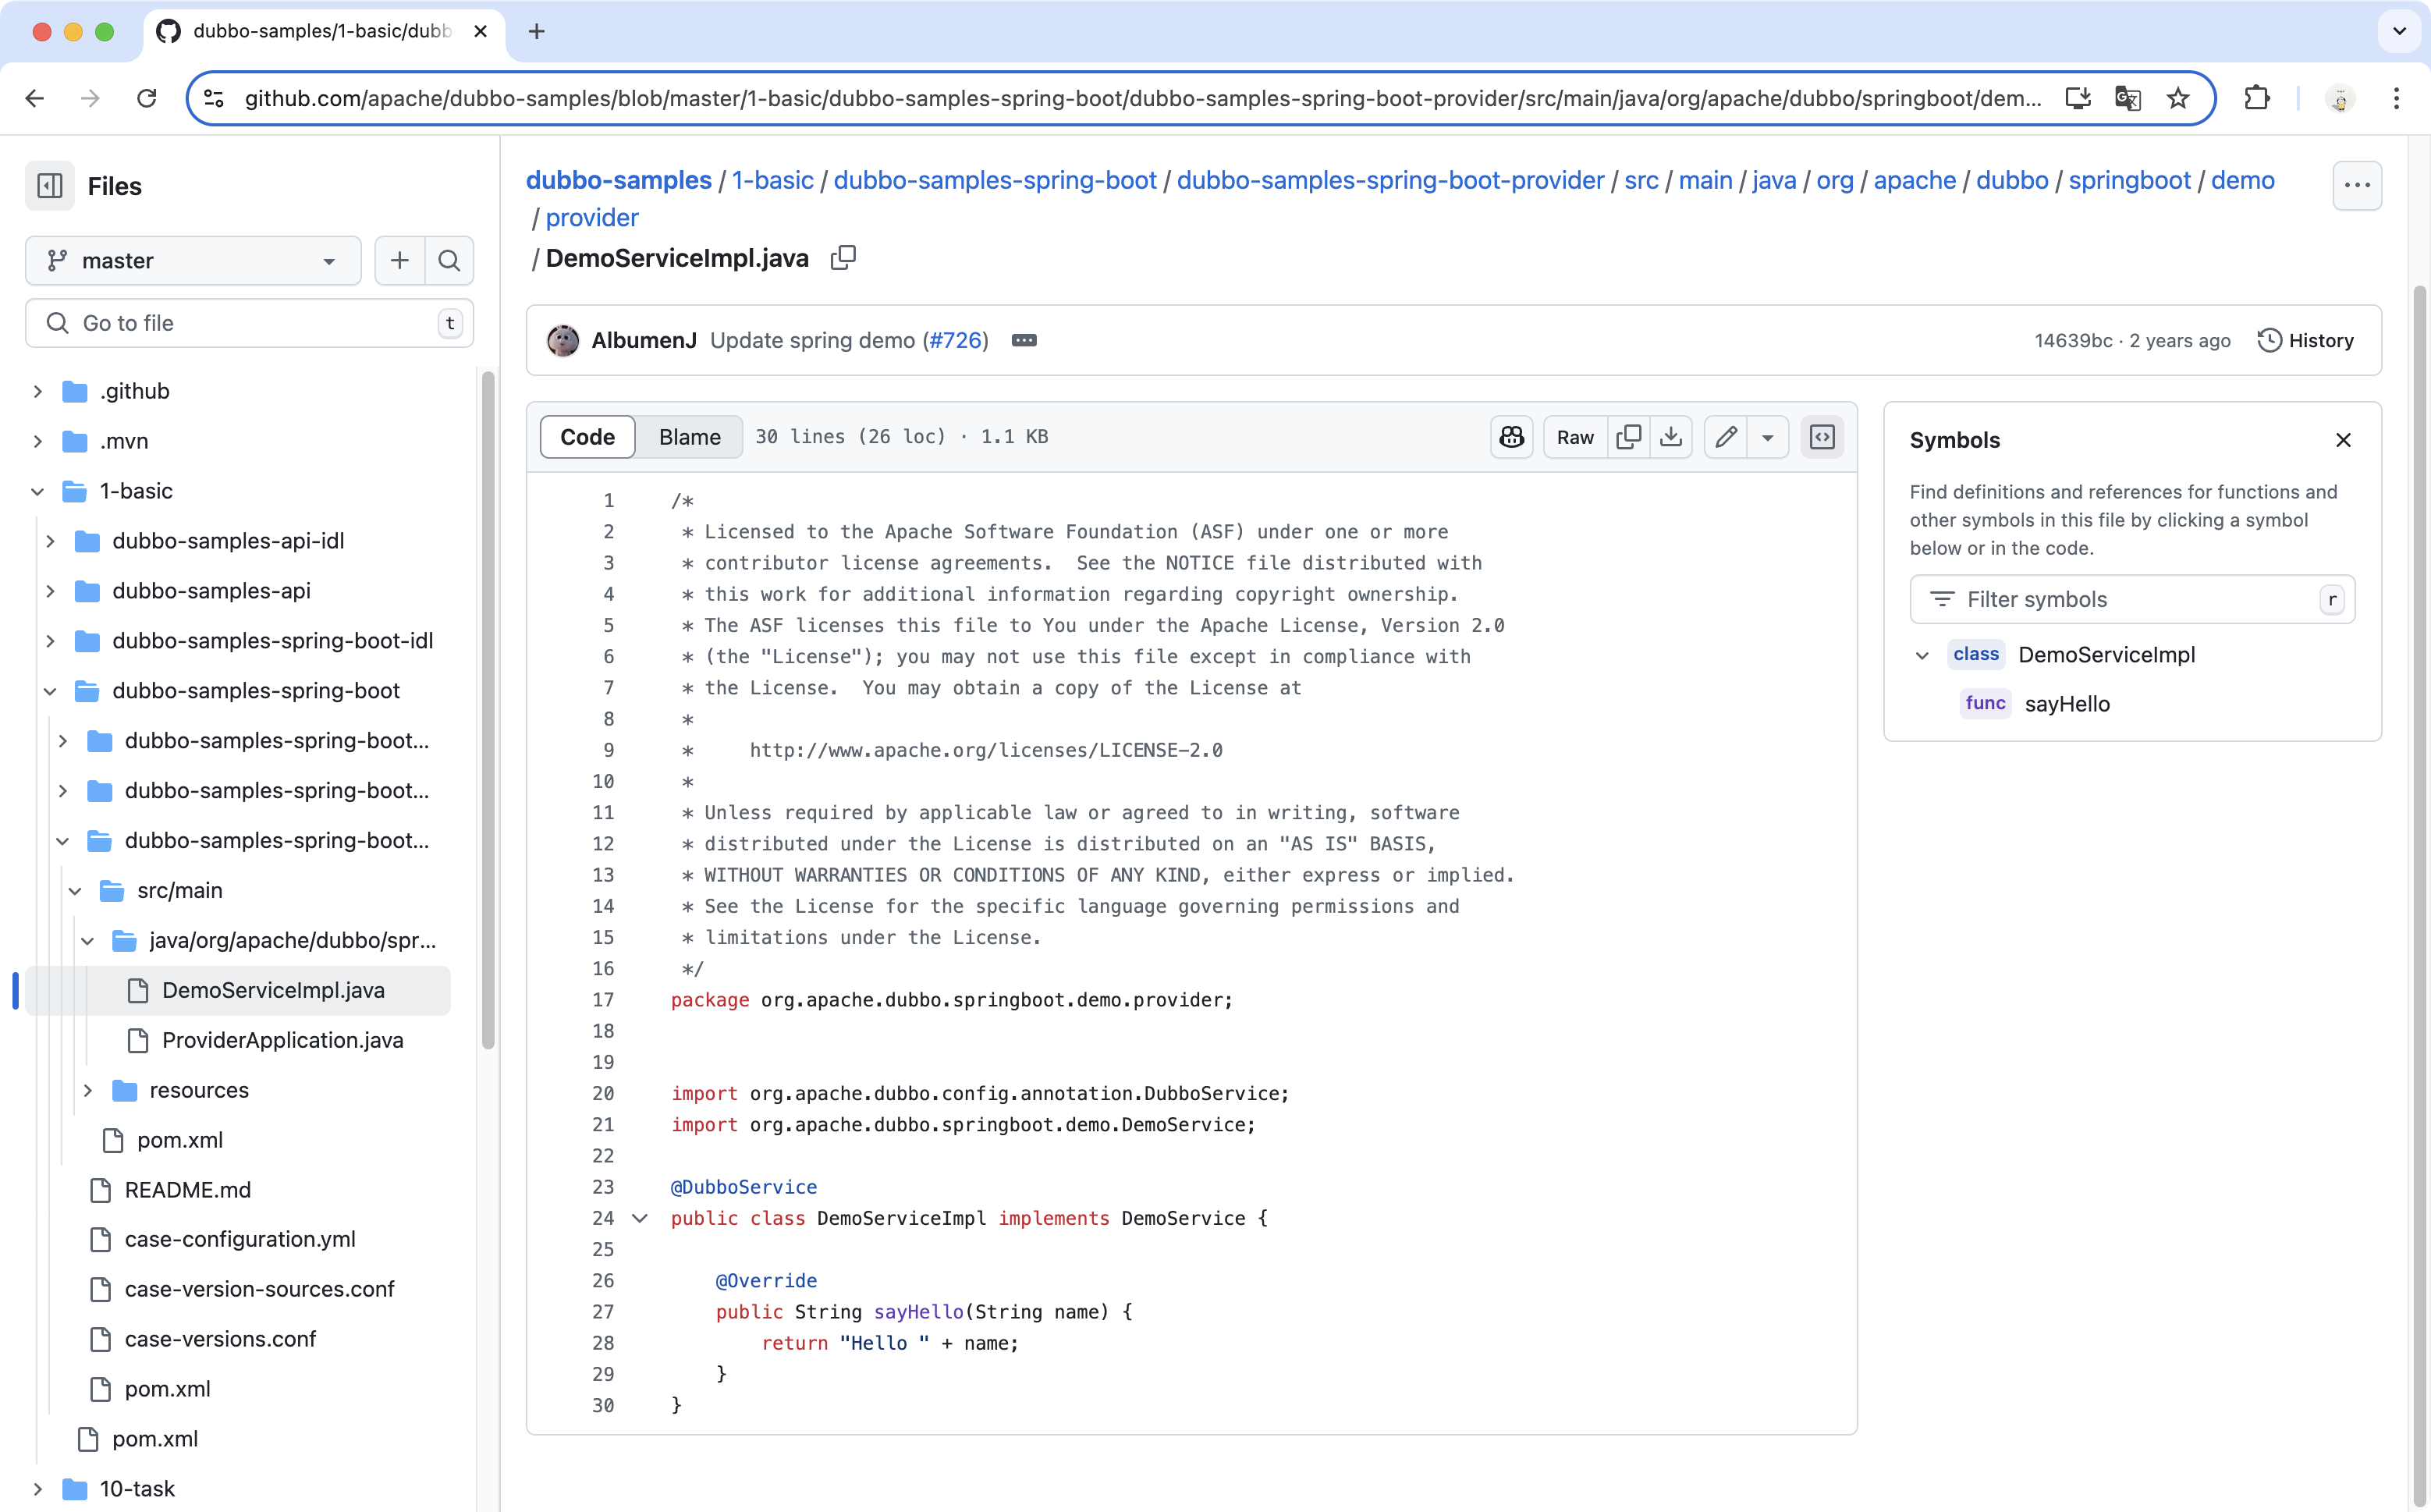 dubbo-samples/1-basic/dubb
github.com/apache/dubbo-samples/blob/master/1-basic/dubbo-samples-spring-boot/dubbo-samples-spring-boot-provider/src/main/java/org/apache/dubbo/springboot/dem...
Files
master
Go to file
t
.github
.mvn
1-basic
dubbo-samples-api-idl
dubbo-samples-api
dubbo-samples-spring-boot-idl
dubbo-samples-spring-boot
dubbo-samples-spring-boot...
dubbo-samples-spring-boot...
dubbo-samples-spring-boot...
src/main
java/org/apache/dubbo/spr...
DemoServiceImpl.java
ProviderApplication.java
resources
pom.xml
README.md
case-configuration.yml
case-version-sources.conf
case-versions.conf
pom.xml
pom.xml
10-task
dubbo-samples / 1-basic / dubbo-samples-spring-boot / dubbo-samples-spring-boot-provider / src / main / java / org / apache / dubbo / springboot / demo
/ provider
/ DemoServiceImpl.java
AlbumenJ Update spring demo (#726)
14639bc · 2 years ago
History
Code
Blame
30 lines (26 loc) · 1.1 KB
Raw
1 /*
2 * Licensed to the Apache Software Foundation (ASF) under one or more
3 * contributor license agreements.  See the NOTICE file distributed with
4 * this work for additional information regarding copyright ownership.
5 * The ASF licenses this file to You under the Apache License, Version 2.0
6 * (the "License"); you may not use this file except in compliance with
7 * the License.  You may obtain a copy of the License at
8 *
9 *     http://www.apache.org/licenses/LICENSE-2.0
10 *
11 * Unless required by applicable law or agreed to in writing, software
12 * distributed under the License is distributed on an "AS IS" BASIS,
13 * WITHOUT WARRANTIES OR CONDITIONS OF ANY KIND, either express or implied.
14 * See the License for the specific language governing permissions and
15 * limitations under the License.
16 */
17 package org.apache.dubbo.springboot.demo.provider;
18
19
20 import org.apache.dubbo.config.annotation.DubboService;
21 import org.apache.dubbo.springboot.demo.DemoService;
22
23 @DubboService
24 public class DemoServiceImpl implements DemoService {
25
26     @Override
27     public String sayHello(String name) {
28         return "Hello " + name;
29     }
30 }
Symbols
Find definitions and references for functions and
other symbols in this file by clicking a symbol
below or in the code.
Filter symbols
r
class DemoServiceImpl
func sayHello